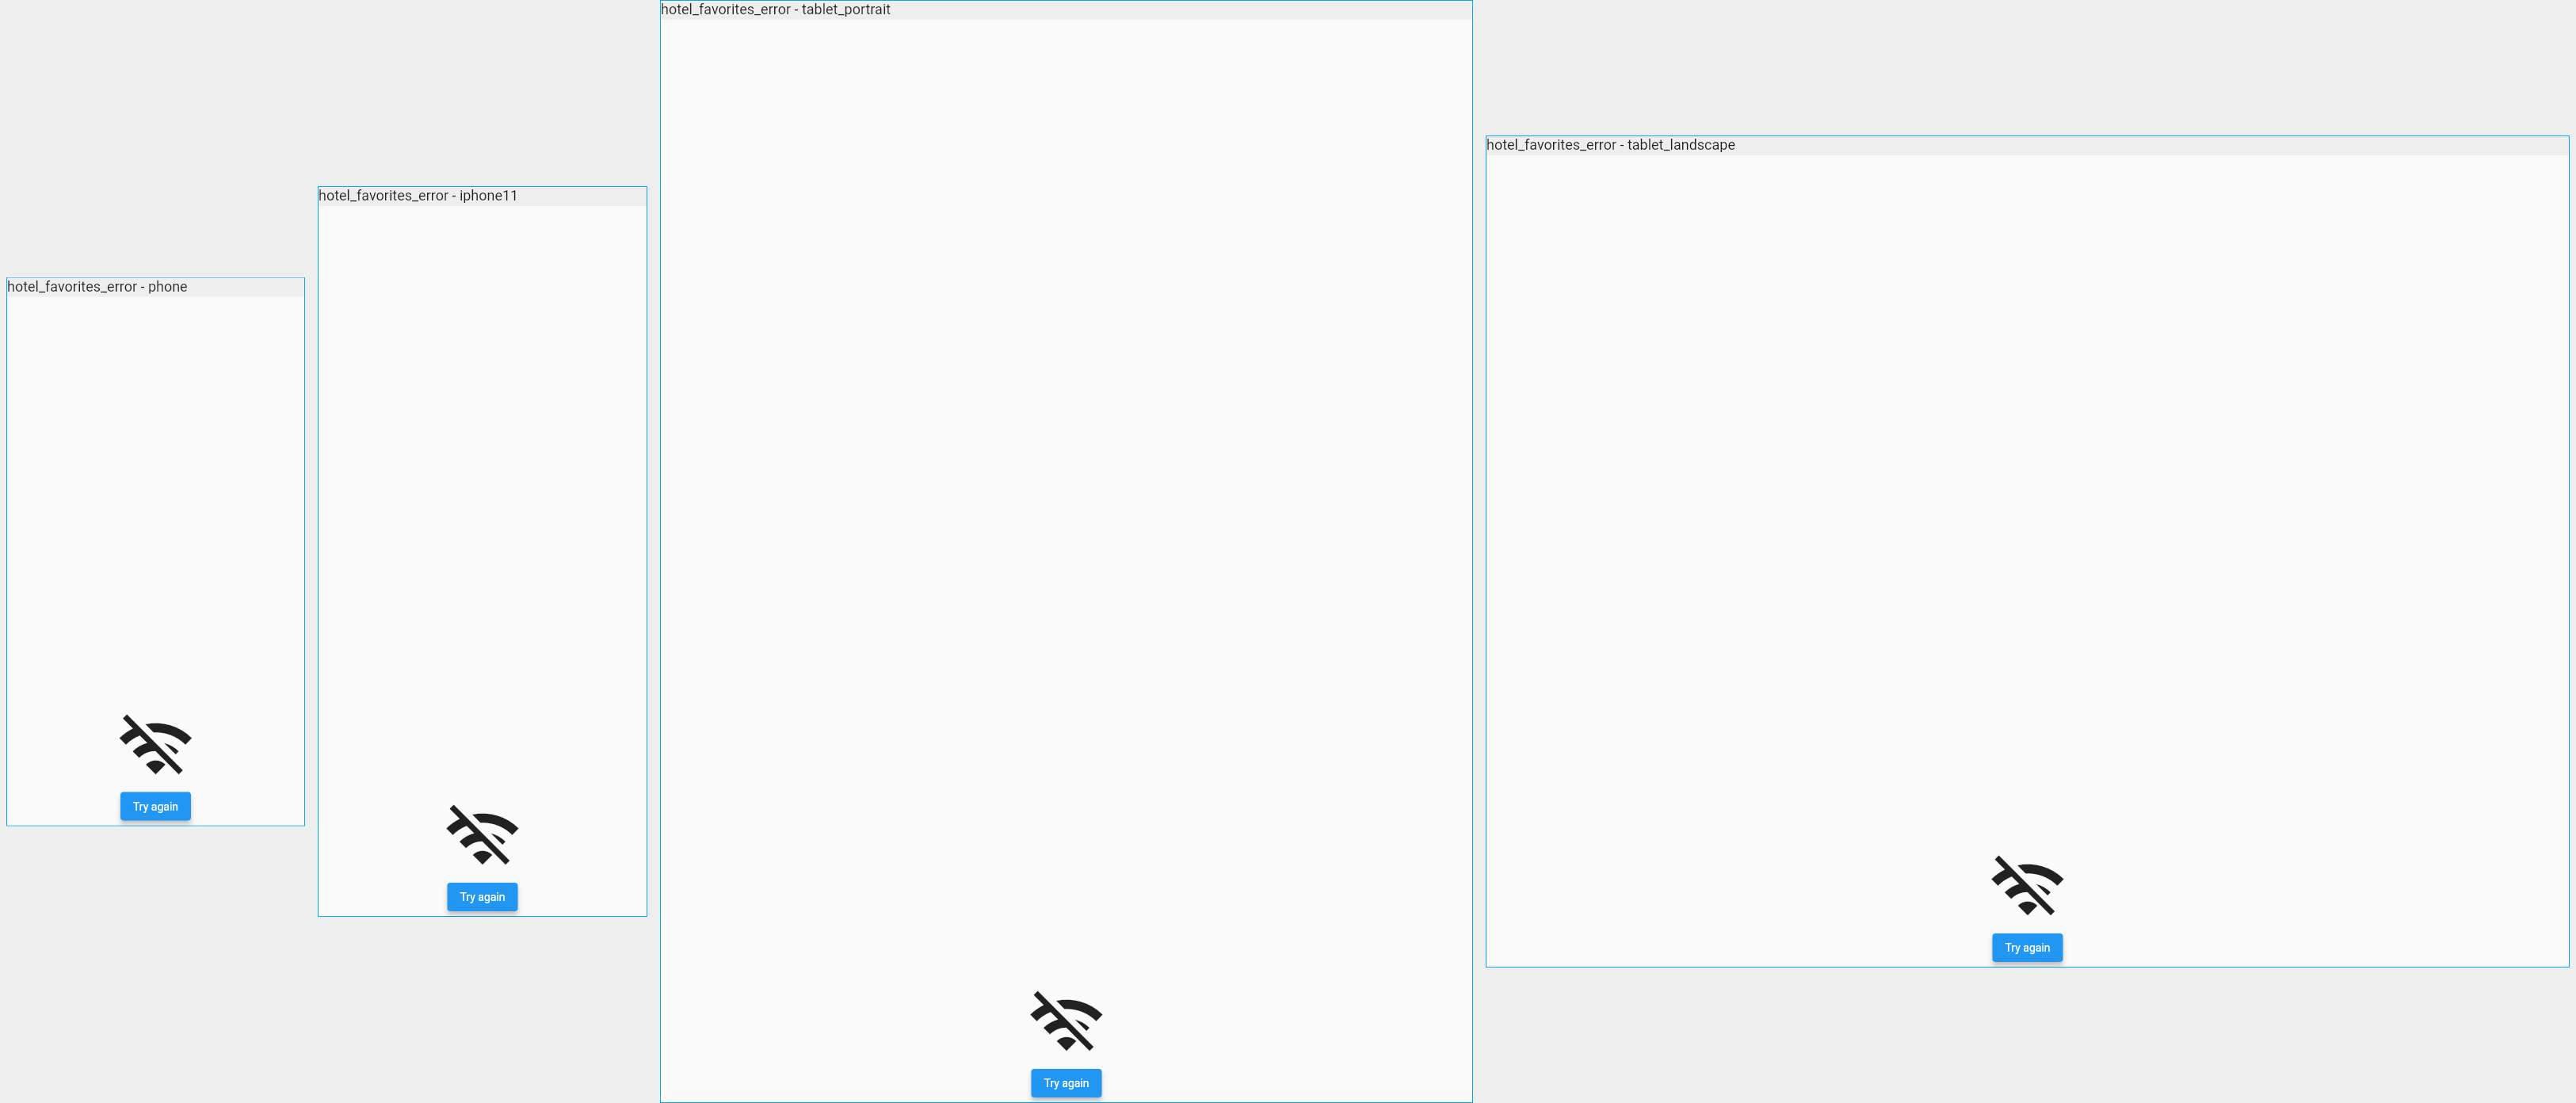 hotel_favorites_error - phone
Try again
hotel_favorites_error - iphone11
Try again
hotel_favorites_error - tablet_portrait
Try again
hotel_favorites_error - tablet_landscape
Try again